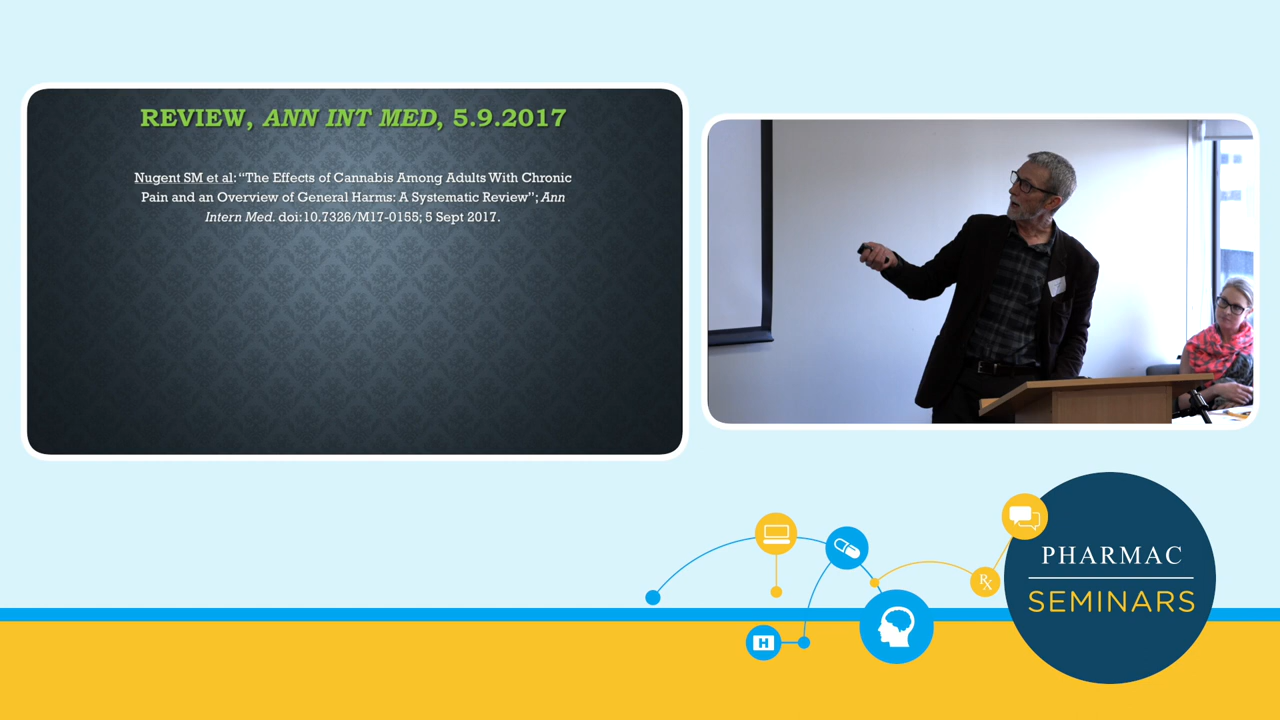 REVIEW, ANN INT MED, 5.9.2017
Nugent SM et al: “The Effects of Cannabis Among Adults With Chronic
Pain and an Overview of General Harms: A Systematic Review”; Ann
Intern Med. doi:10.7326/M17-0155; 5 Sept 2017.
Rx
H
PHARMAC
SEMINARS